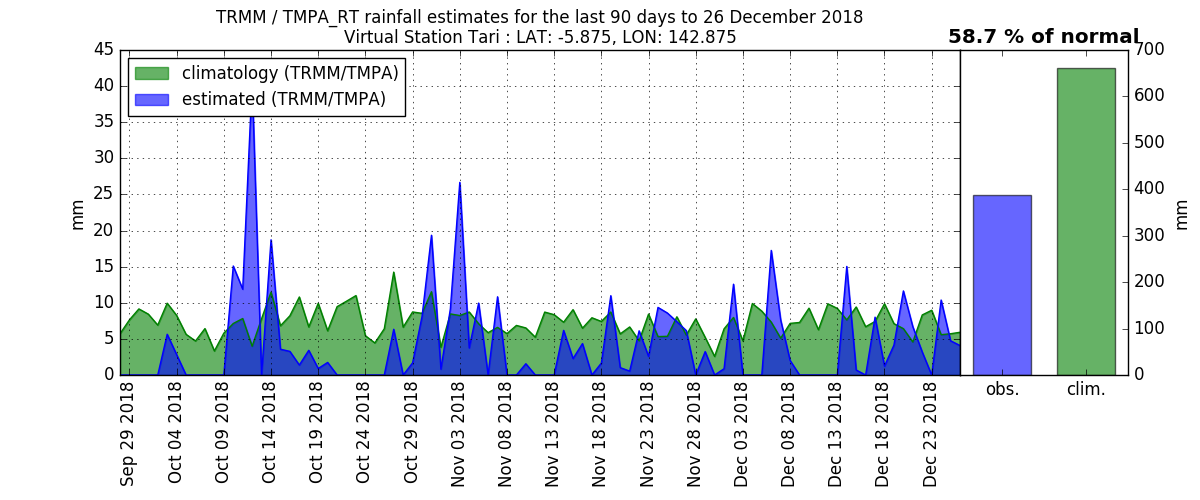 TRMM / TMPA_RT rainfall estimates for the last 90 days to 26 December 2018
Virtual Station Tari : LAT: -5.875, LON: 142.875
58.7 % of normal
climatology (TRMM/TMPA)
estimated (TRMM/TMPA)
45
40
35
30
25
20
15
10
5
0
mm
700
600
500
400
300
200
100
0
mm
Sep 29 2018
Oct 04 2018
Oct 09 2018
Oct 14 2018
Oct 19 2018
Oct 24 2018
Oct 29 2018
Nov 03 2018
Nov 08 2018
Nov 13 2018
Nov 18 2018
Nov 23 2018
Nov 28 2018
Dec 03 2018
Dec 08 2018
Dec 13 2018
Dec 18 2018
Dec 23 2018
obs.
clim.